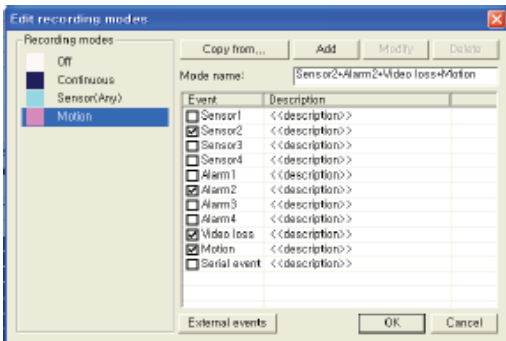 Edit recording modes
Recording modes
Off
Continuous
Sensor(Any)
Motion
Copy from,,, Add Modify Delete
Mode name: Sensor2+Alarm2+Video loss+Motion
Event Description
Sensor1 <<description>>
Sensor2 <<description>>
Sensor3 <<description>>
Sensor4 <<description>>
Alarm1 <<description>>
Alarm2 <<description>>
Alarm3 <<description>>
Alarm4 <<description>>
Video loss <<description>>
Motion <<description>>
Serial event <<description>>
External events OK Cancel